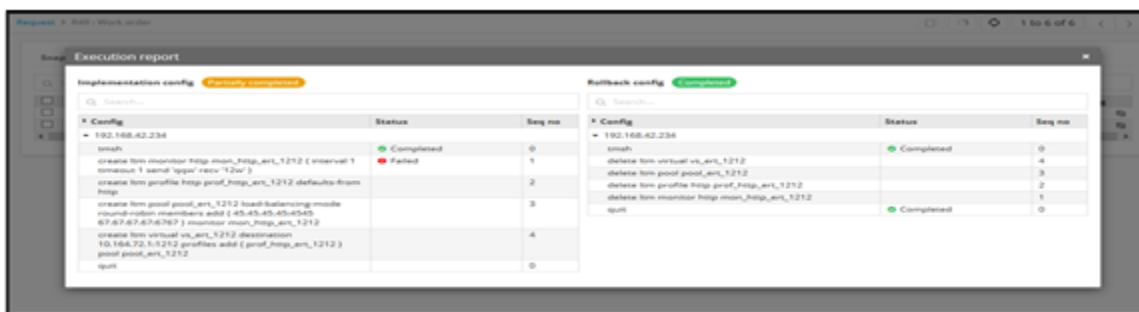 Request > R49 : Work order
1 to 6 of 6
Snap
Execution report
Implementation config Partially completed
Search...
Config Status Seq no
192.168.42.234
tmsh Completed 0
create ltm monitor http mon_http_ert_1212 { interval 1 Failed 1
timeout 1 send 'qqw' recv '12w' }
create ltm profile http prof_http_ert_1212 defaults-from 2
http
create ltm pool pool_ert_1212 load-balancing-mode 3
round-robin members add { 45.45.45.45:4545
67.67.67.67:6767 } monitor mon_http_ert_1212
create ltm virtual vs_ert_1212 destination 4
10.164.72.1:1212 profiles add { prof_http_ert_1212 }
pool pool_ert_1212
quit 0
Rollback config Completed
Search...
Config Status Seq no
192.168.42.234
tmsh Completed 0
delete ltm virtual vs_ert_1212 4
delete ltm pool pool_ert_1212 3
delete ltm profile http prof_http_ert_1212 2
delete ltm monitor http mon_http_ert_1212 1
quit Completed 0